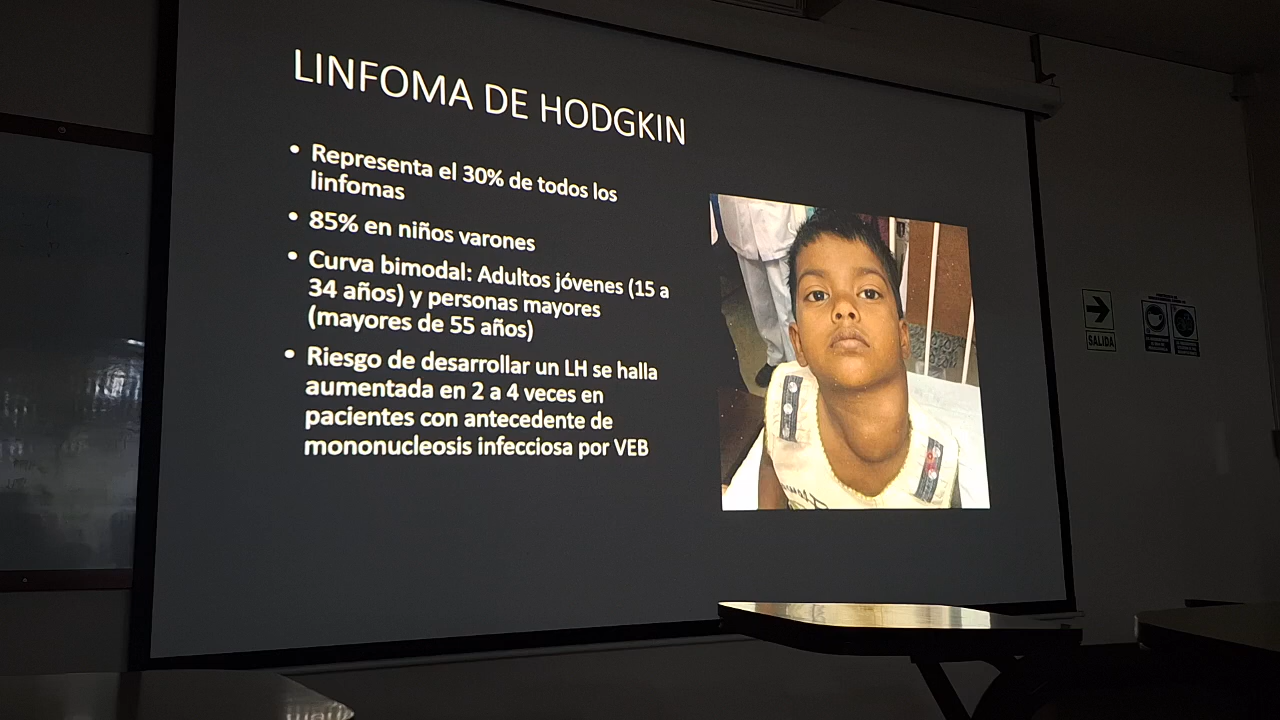 LINFOMA DE HODGKIN
• Representa el 30% de todos los
linfomas
• 85% en niños varones
• Curva bimodal: Adultos jóvenes (15 a
34 años) y personas mayores
(mayores de 55 años)
• Riesgo de desarrollar un LH se halla
aumentada en 2 a 4 veces en
pacientes con antecedente de
mononucleosis infecciosa por VEB
SALIDA